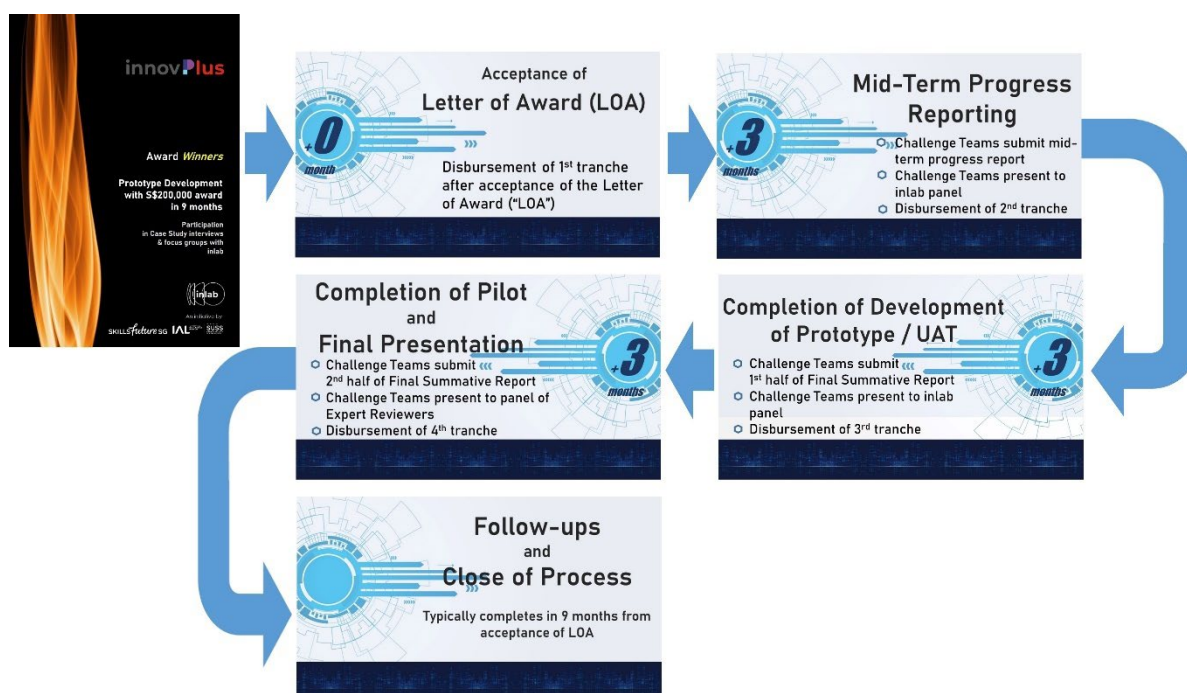 innovPlus
Award Winners
Prototype Development
with S$200,000 award
in 9 months
Participation
in Case Study interviews
& focus groups with
inlab
inlab
An initiative by:
SKILLSfutureSG IAL SUSS
+0
month
Acceptance of
Letter of Award (LOA)
Disbursement of 1st tranche
after acceptance of the Letter
of Award (“LOA”)
+3
months
Mid-Term Progress
Reporting
Challenge Teams submit mid-
term progress report
Challenge Teams present to
inlab panel
Disbursement of 2nd tranche
Completion of Development
of Prototype / UAT
Challenge Teams submit
1st half of Final Summative Report
Challenge Teams present to inlab
panel
Disbursement of 3rd tranche
+3
months
Completion of Pilot
and
Final Presentation
Challenge Teams submit
2nd half of Final Summative Report
Challenge Teams present to panel of
Expert Reviewers
Disbursement of 4th tranche
+3
months
Follow-ups
and
Close of Process
Typically completes in 9 months from
acceptance of LOA